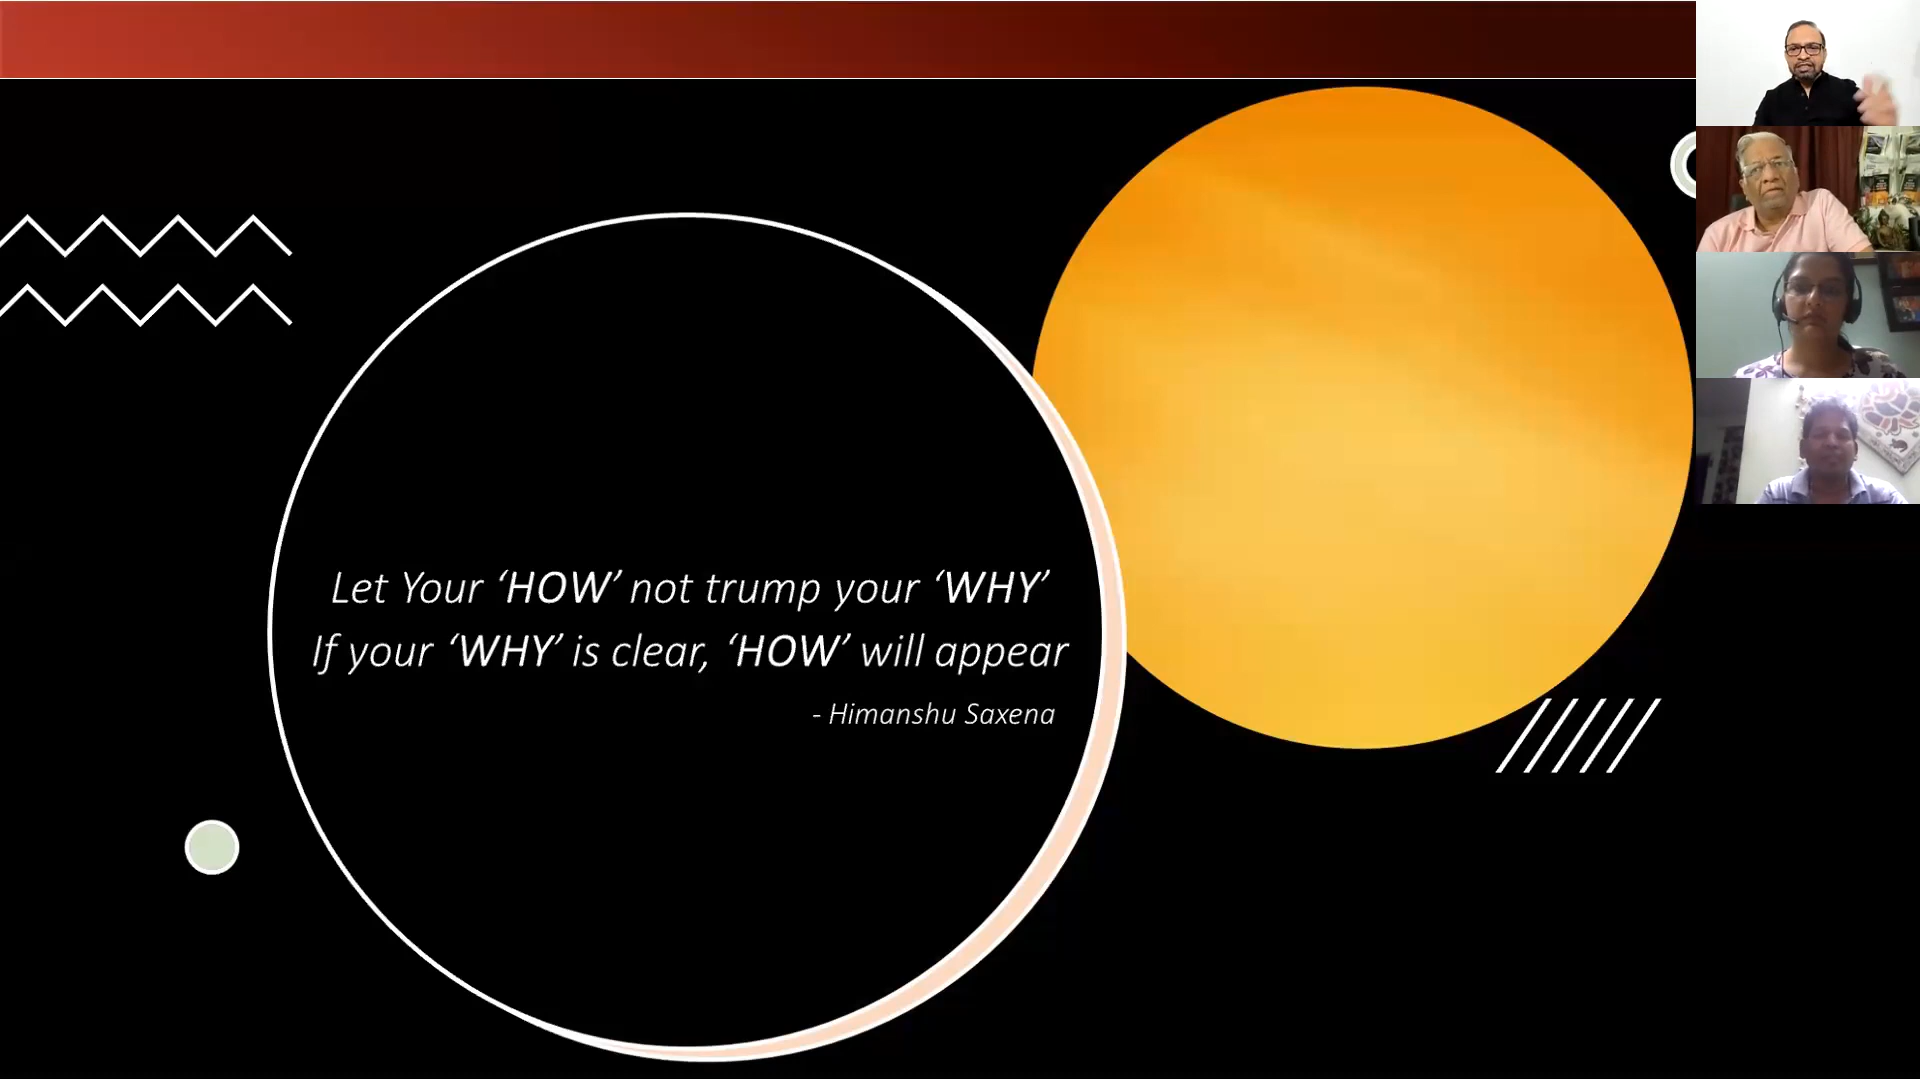 Let Your ‘HOW’ not trump your ‘WHY’
If your ‘WHY’ is clear, ‘HOW’ will appear
- Himanshu Saxena